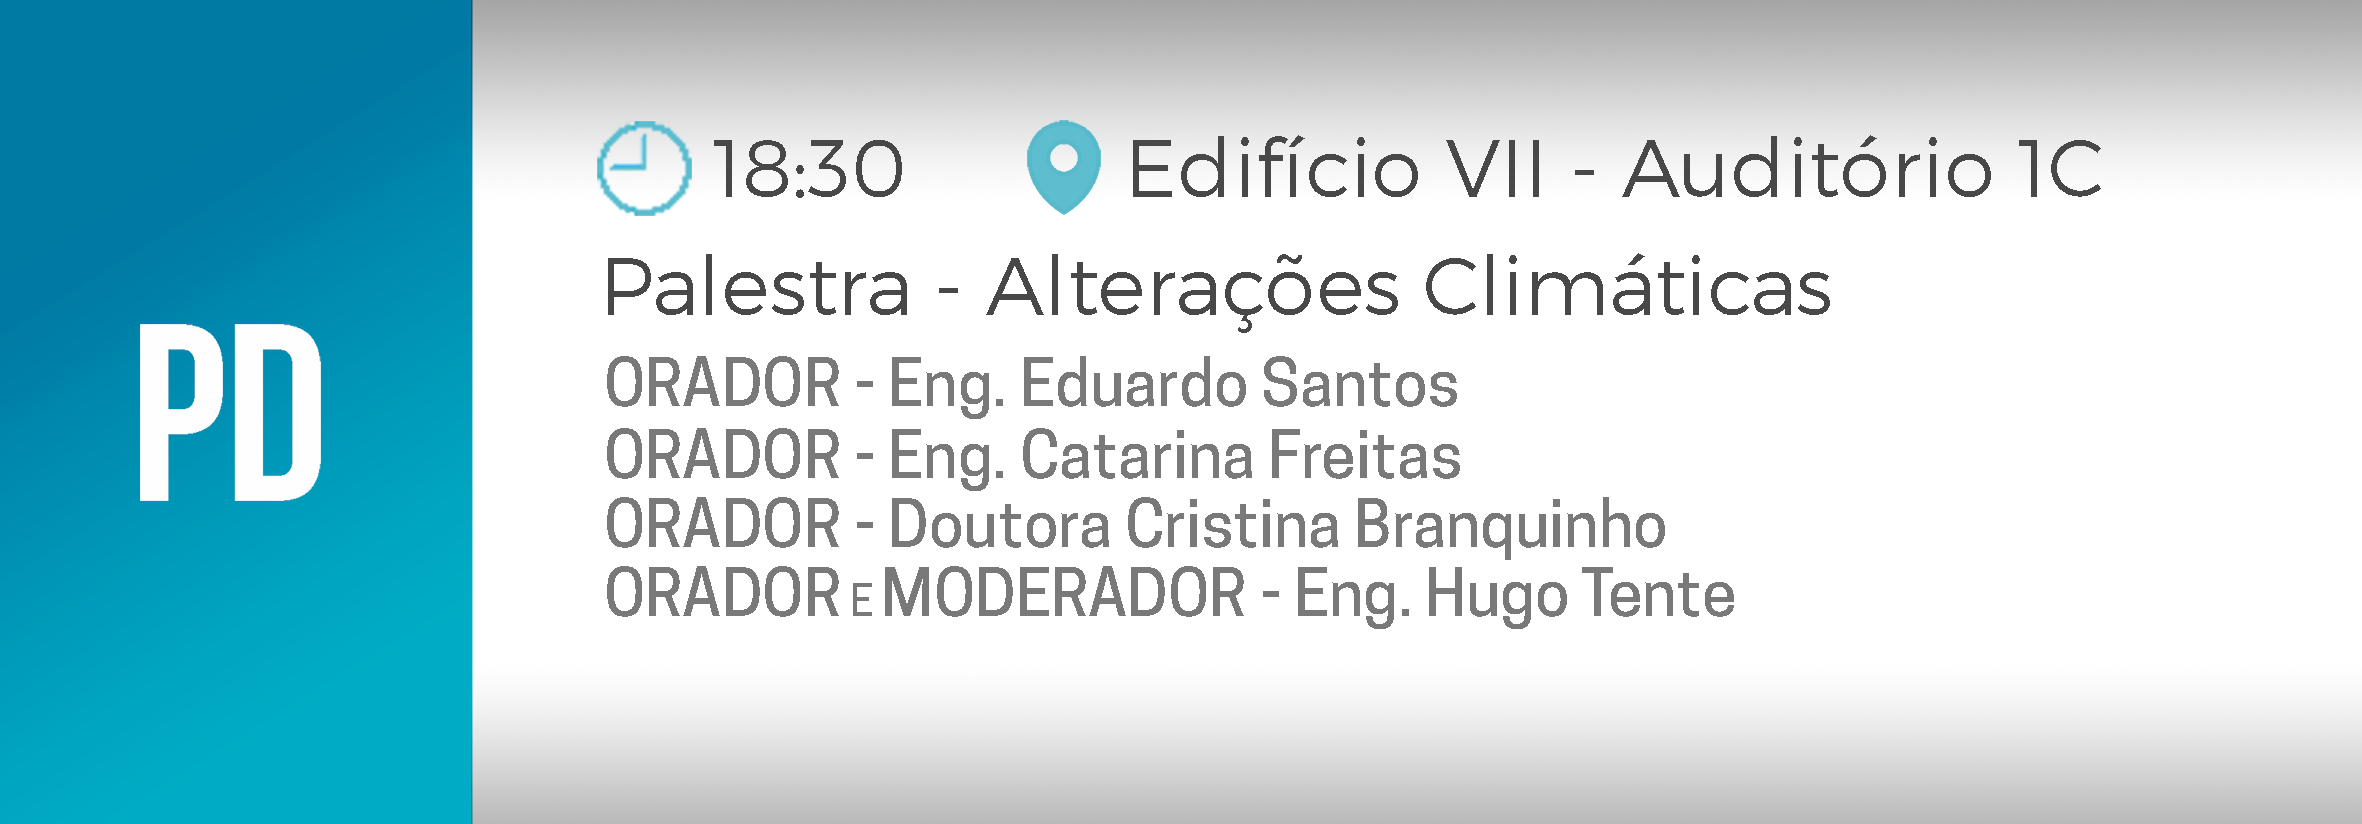 PD
18:30 Edifício VII - Auditório 1C
Palestra - Alterações Climáticas
ORADOR - Eng. Eduardo Santos
ORADOR - Eng. Catarina Freitas
ORADOR - Doutora Cristina Branquinho
ORADOR E MODERADOR - Eng. Hugo Tente